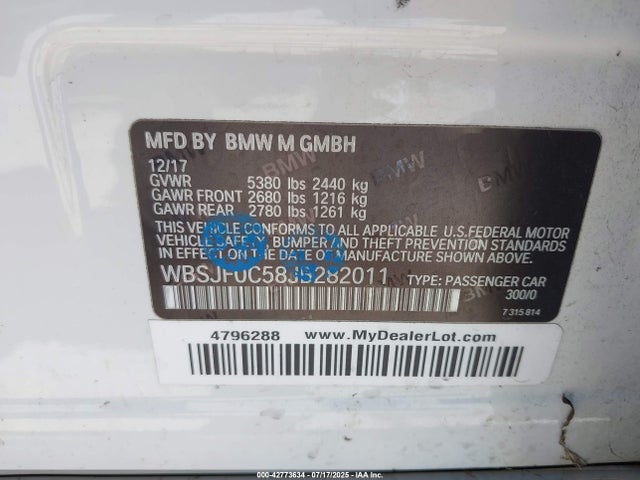 MFD BY BMW M GMBH
12/17
GVWR 5380 lbs 2440 kg
GAWR FRONT 2680 lbs 1216 kg
GAWR REAR 2780 lbs 1261 kg
THIS VEHICLE CONFORMS TO ALL APPLICABLE U.S.FEDERAL MOTOR
VEHICLE SAFETY, BUMPER AND THEFT PREVENTION STANDARDS
IN EFFECT ON THE DATE OF MANUFACTURE SHOWN ABOVE.
TYPE: PASSENGER CAR
300/0
7 315 814
4796288 www.MyDealerLot.com
© 000-42773634 - 07/17/2025 - IAA Inc.